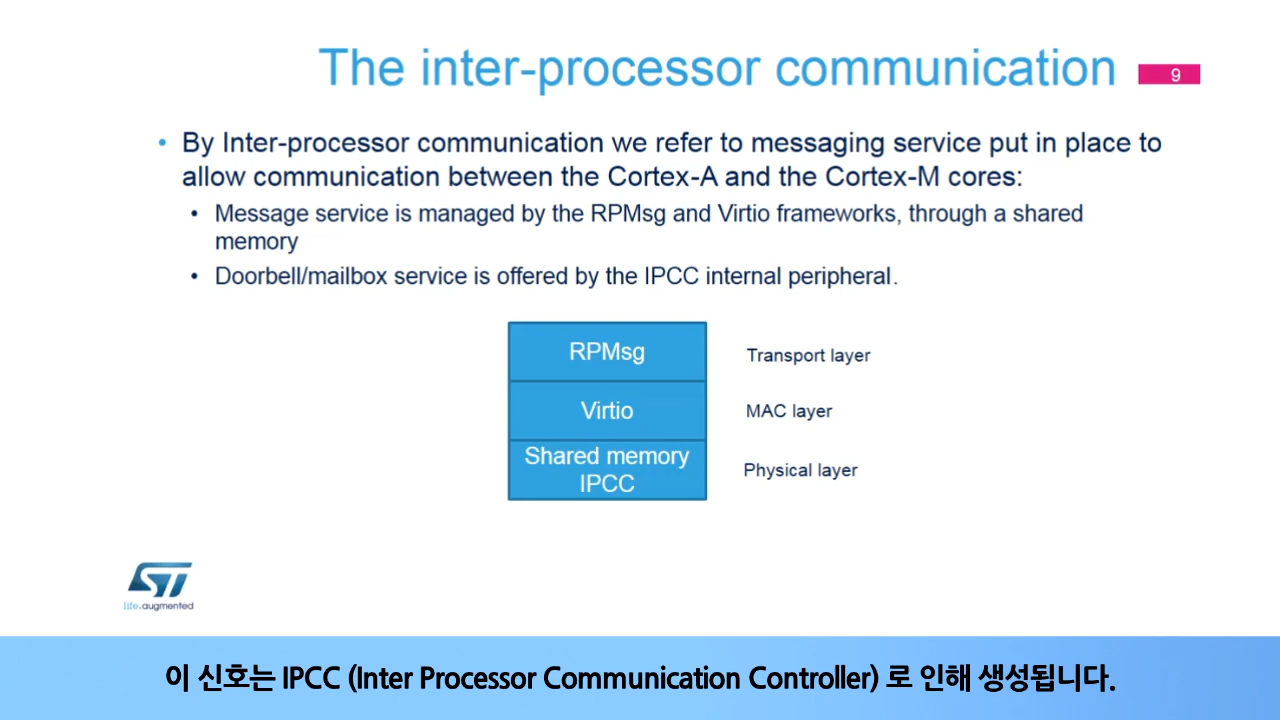 The inter-processor communication
9
• By Inter-processor communication we refer to messaging service put in place to
allow communication between the Cortex-A and the Cortex-M cores:
• Message service is managed by the RPMsg and Virtio frameworks, through a shared
memory
• Doorbell/mailbox service is offered by the IPCC internal peripheral.
RPMsg
Transport layer
Virtio
MAC layer
Shared memory
IPCC
Physical layer
ST
life.augmented
이 신호는 IPCC (Inter Processor Communication Controller) 로 인해 생성됩니다.